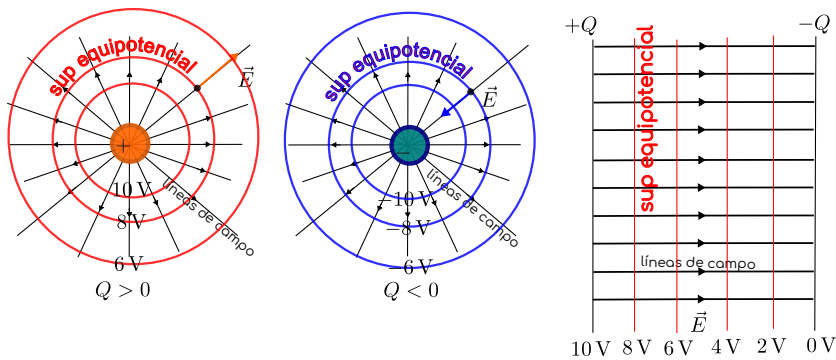 sup equipotencial
E⃗
+
líneas de campo
10 V
8 V
6 V
Q > 0
sup equipotencial
E⃗
−
líneas de campo
−10 V
−8 V
−6 V
Q < 0
+Q
−Q
sup equipotencial
líneas de campo
E⃗
10 V 8 V 6 V 4 V 2 V 0 V